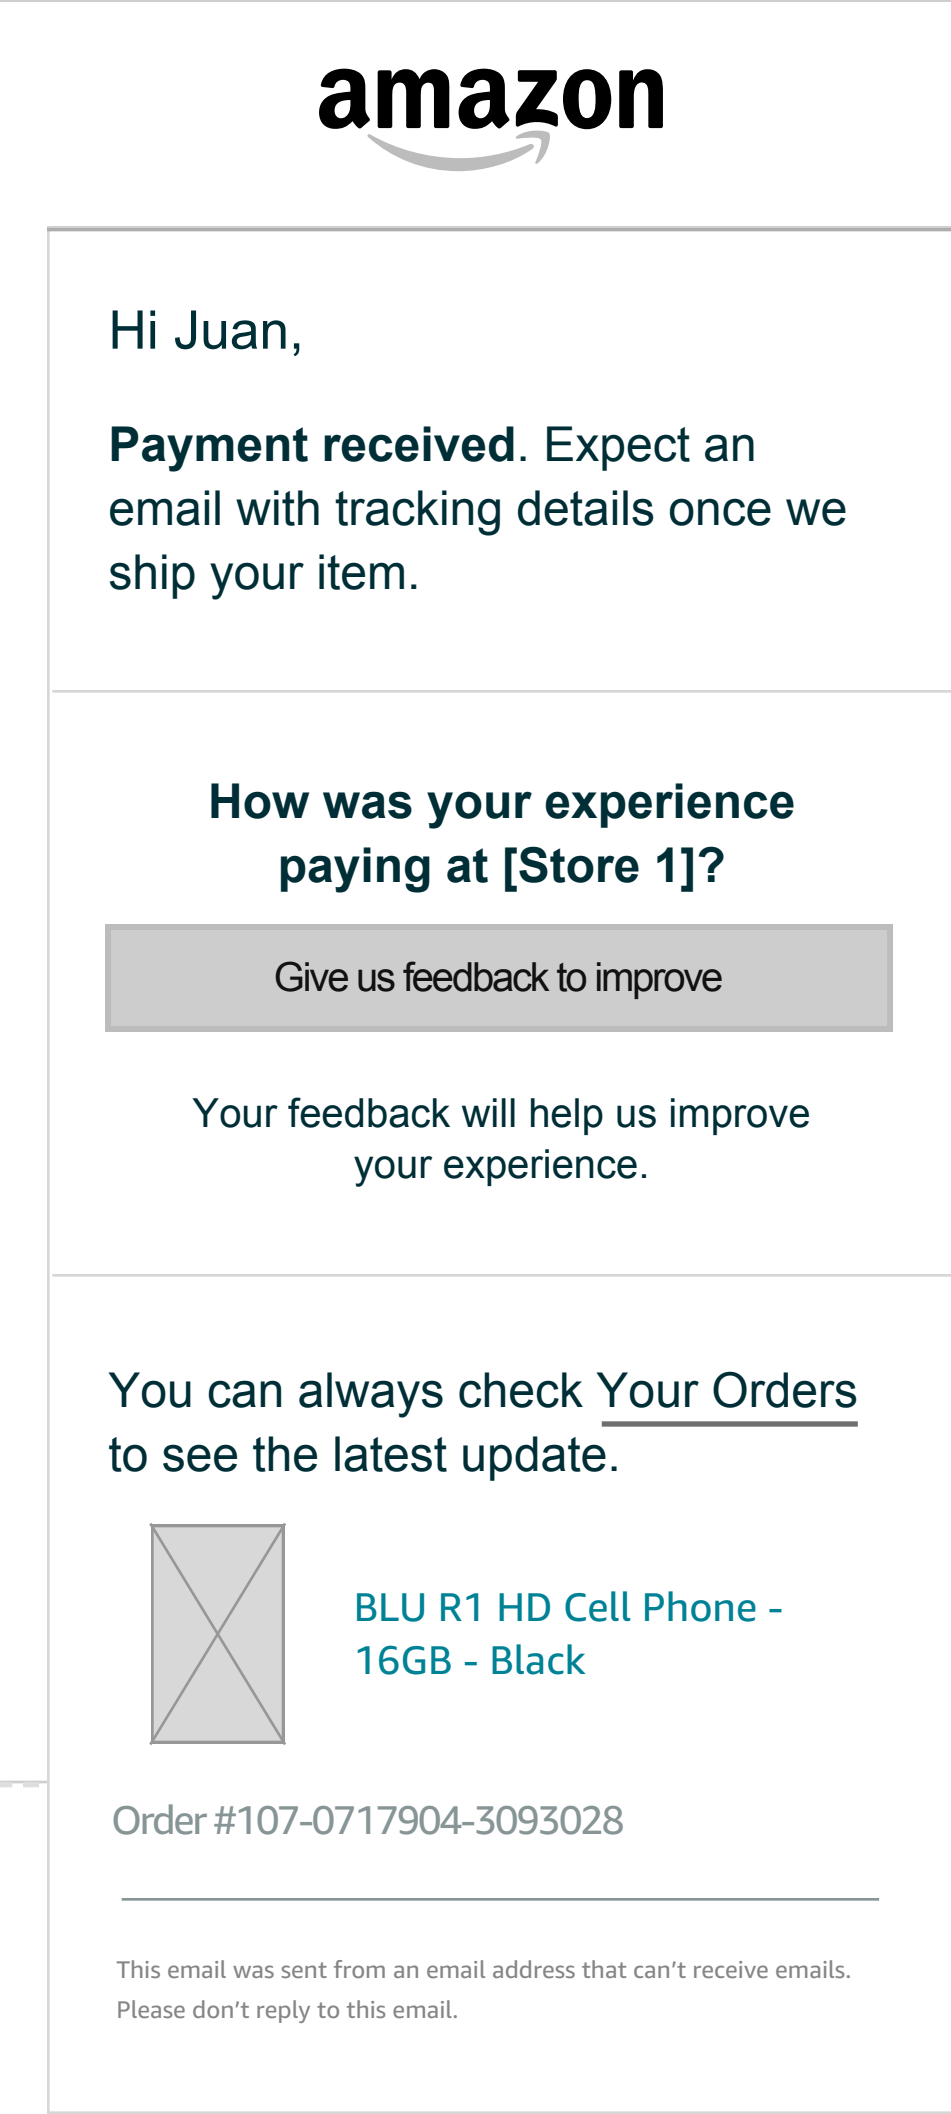 amazon
Hi Juan,
Payment received. Expect an
email with tracking details once we
ship your item.
How was your experience
paying at [Store 1]?
Give us feedback to improve
Your feedback will help us improve
your experience.
You can always check Your Orders
to see the latest update.
BLU R1 HD Cell Phone -
16GB - Black
Order #107-0717904-3093028
This email was sent from an email address that can’t receive emails.
Please don’t reply to this email.